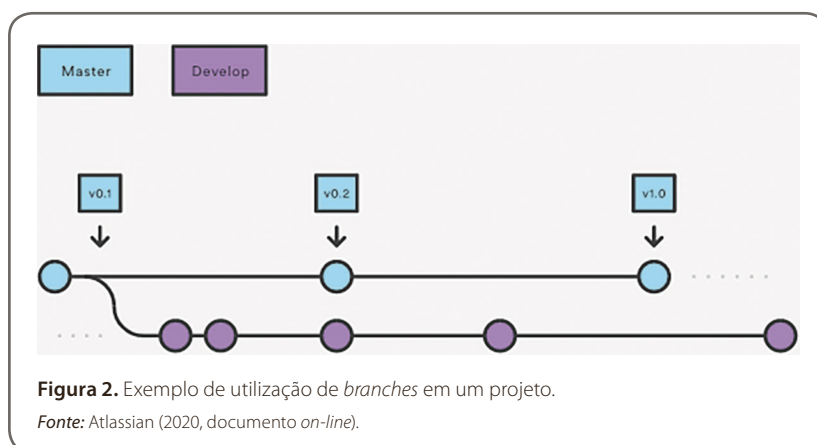 Master Develop
v0.1 v0.2 v1.0
Figura 2. Exemplo de utilização de branches em um projeto.
Fonte: Atlassian (2020, documento on-line).